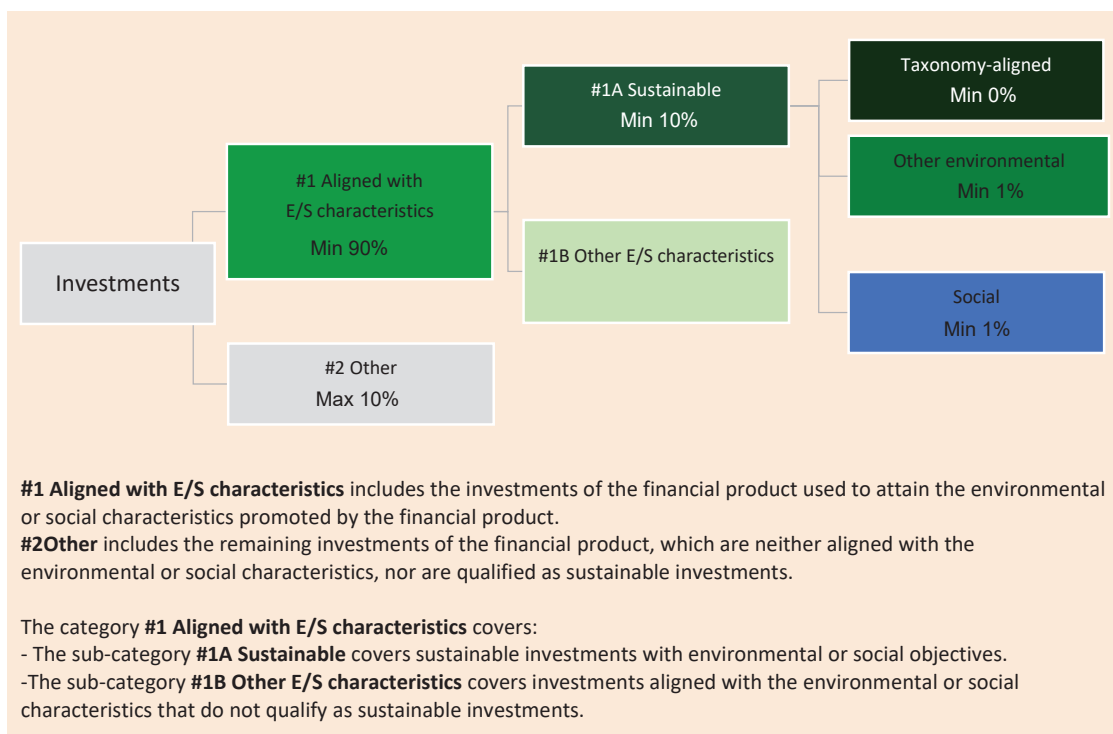 Investments
#1 Aligned with
E/S characteristics
Min 90%
#2 Other
Max 10%
#1A Sustainable
Min 10%
#1B Other E/S characteristics
Taxonomy-aligned
Min 0%
Other environmental
Min 1%
Social
Min 1%
#1 Aligned with E/S characteristics includes the investments of the financial product used to attain the environmental
or social characteristics promoted by the financial product.
#2Other includes the remaining investments of the financial product, which are neither aligned with the
environmental or social characteristics, nor are qualified as sustainable investments.
The category #1 Aligned with E/S characteristics covers:
- The sub-category #1A Sustainable covers sustainable investments with environmental or social objectives.
-The sub-category #1B Other E/S characteristics covers investments aligned with the environmental or social
characteristics that do not qualify as sustainable investments.